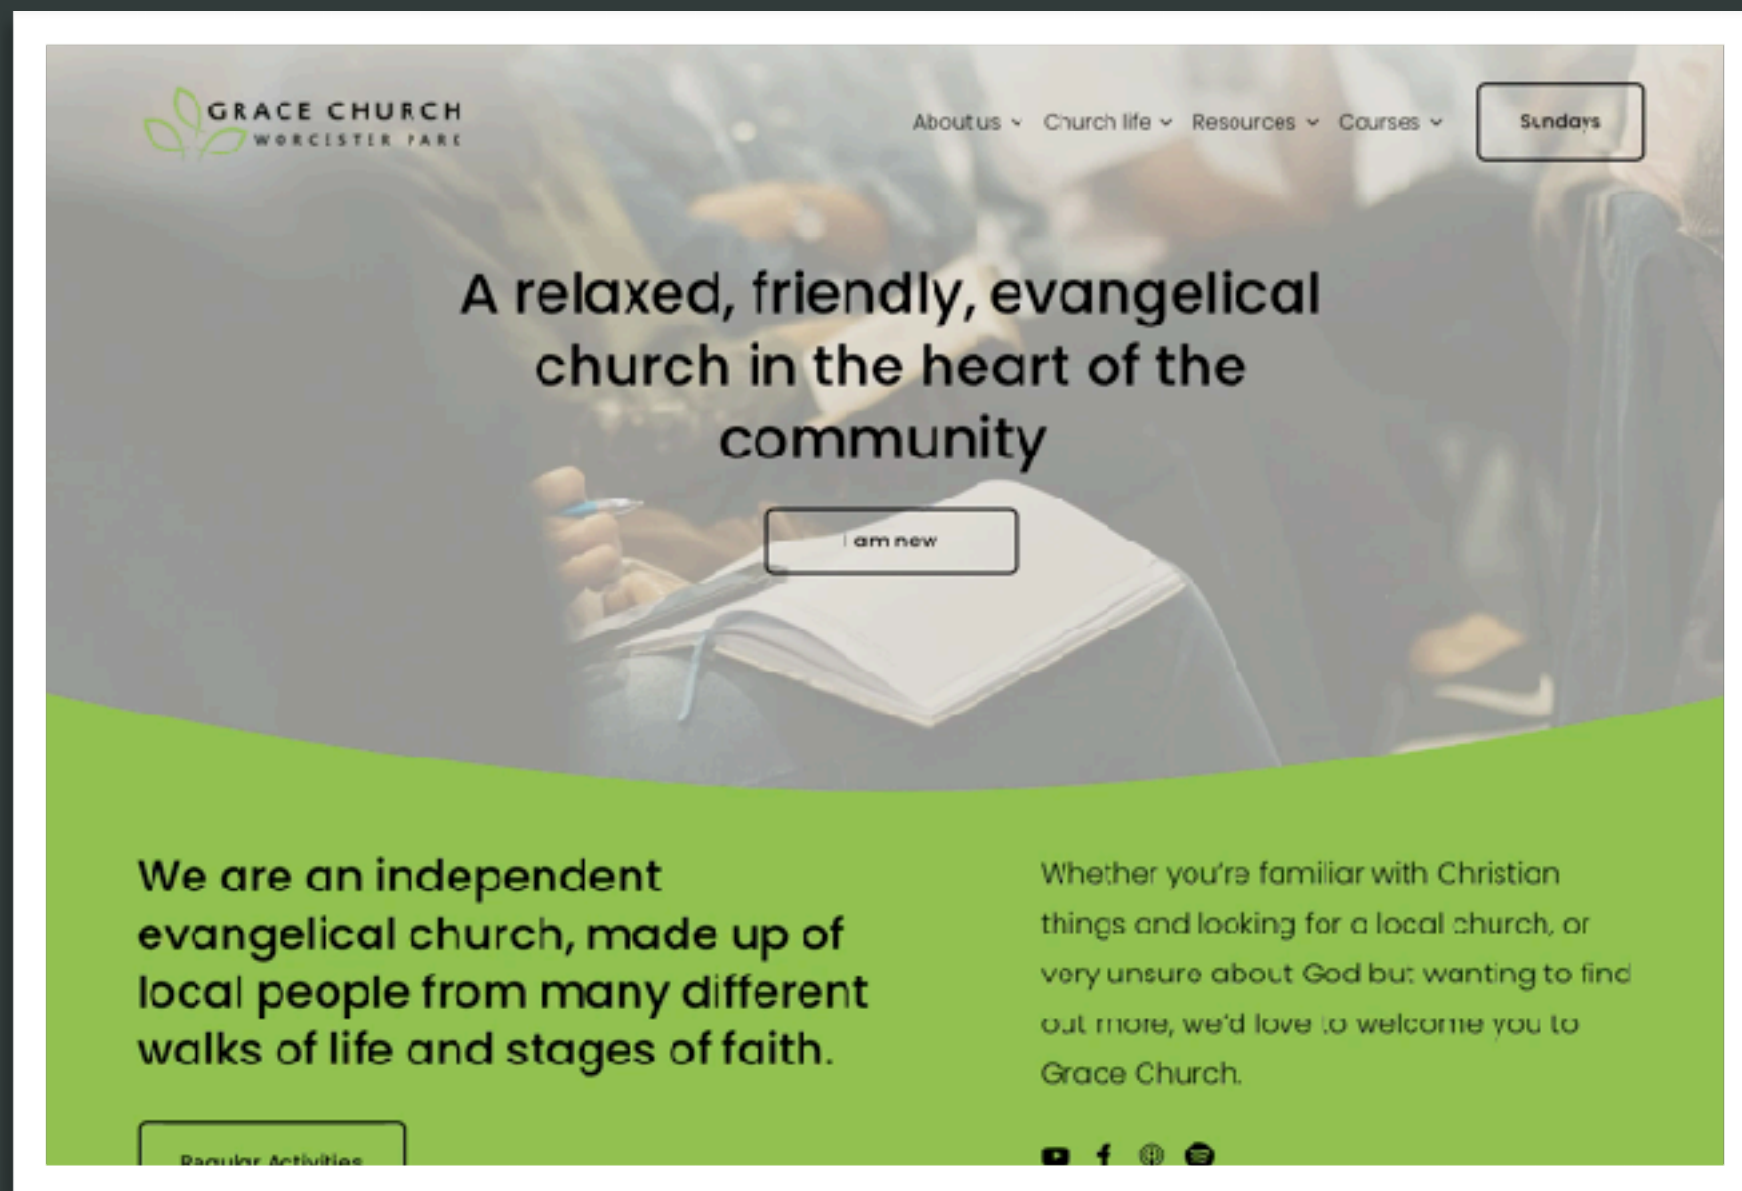 GRACE CHURCH
WORCESTER PARK
About us
Church life
Resources
Courses
Sundays
A relaxed, friendly, evangelical
church in the heart of the
community
I am new
We are an independent
evangelical church, made up of
local people from many different
walks of life and stages of faith.
Regular Activities
Whether you're familiar with Christian
things and looking for a local church, or
very unsure about God but wanting to find
out more, we'd love to welcome you to
Grace Church.